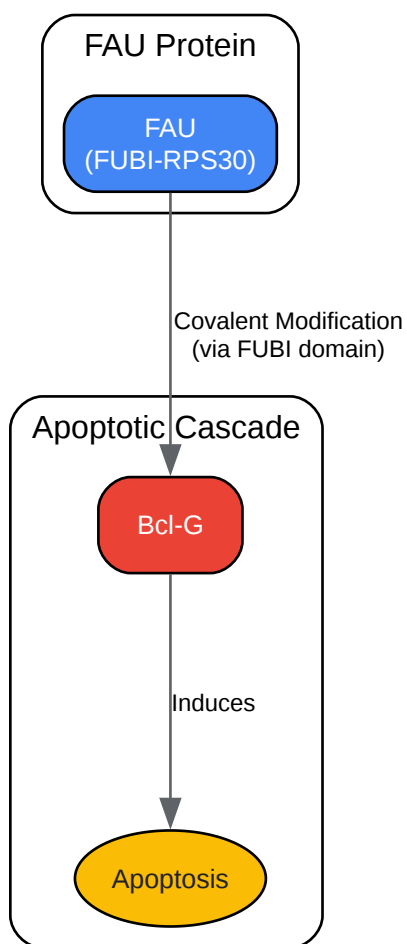 FAU Protein
FAU
(FUBI-RPS30)
Covalent Modification
(via FUBI domain)
Apoptotic Cascade
Bcl-G
Induces
Apoptosis